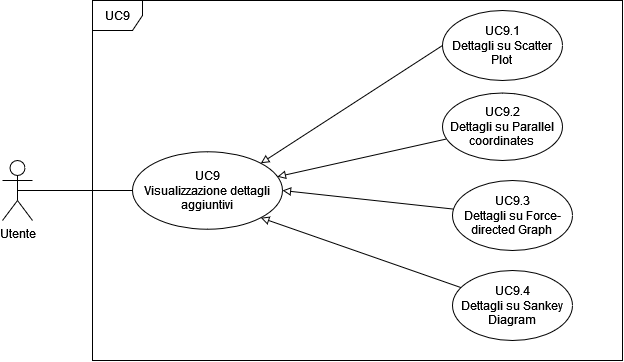 UC9
UC9.1
Dettagli su Scatter
Plot
UC9.2
Dettagli su Parallel
coordinates
UC9
Visualizzazione dettagli
aggiuntivi
UC9.3
Dettagli su Force-
directed Graph
Utente
UC9.4
Dettagli su Sankey
Diagram